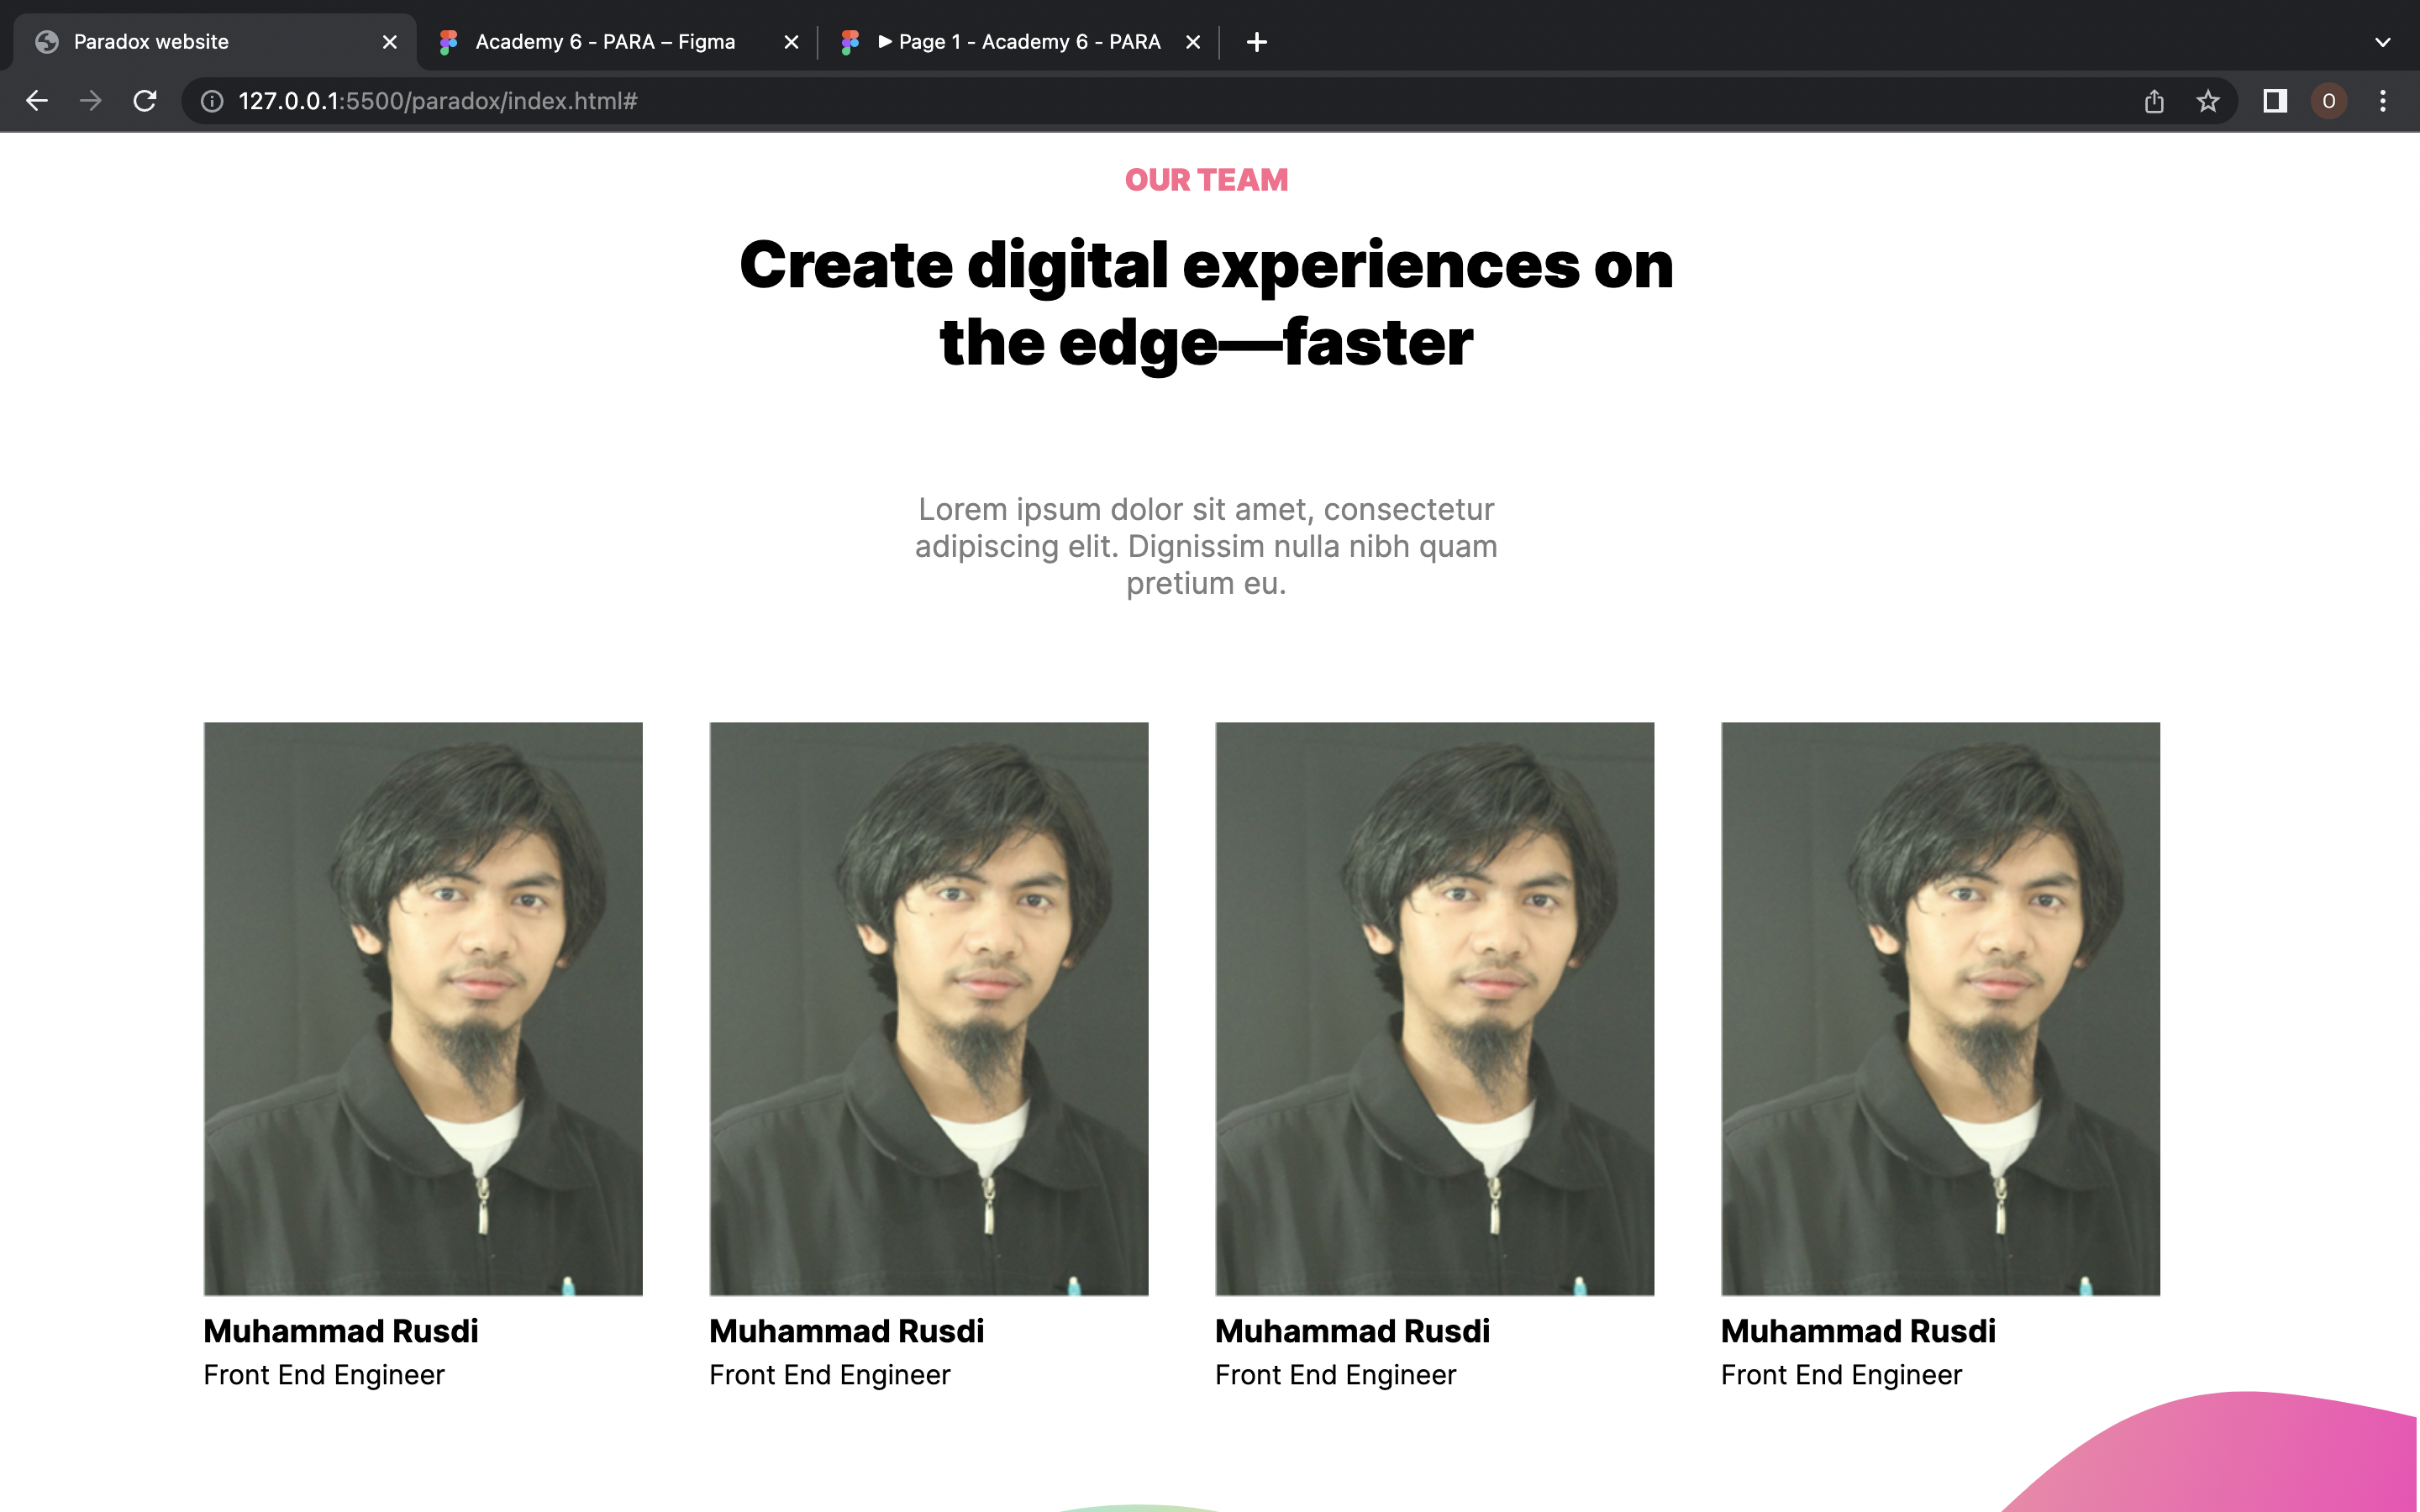 Paradox website
Academy 6 - PARA – Figma
▶ Page 1 - Academy 6 - PARA
127.0.0.1:5500/paradox/index.html#
O
OUR TEAM
Create digital experiences on
the edge—faster
Lorem ipsum dolor sit amet, consectetur
adipiscing elit. Dignissim nulla nibh quam
pretium eu.
Muhammad Rusdi
Front End Engineer
Muhammad Rusdi
Front End Engineer
Muhammad Rusdi
Front End Engineer
Muhammad Rusdi
Front End Engineer